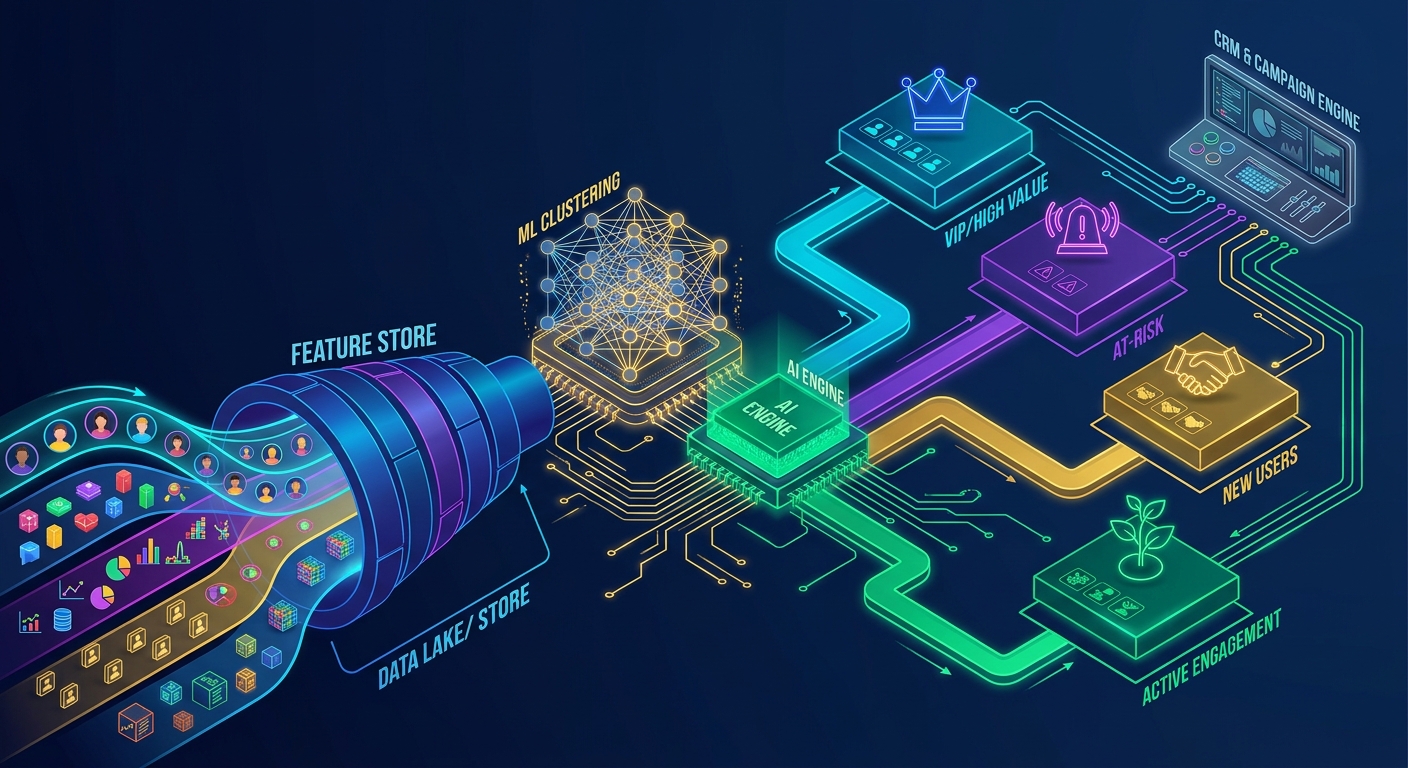 CRM & CAMPAIGN ENGINE
ML CLUSTERING
VIP/HIGH VALUE
FEATURE STORE
AT-RISK
AI ENGINE
AI
ENGINE
NEW USERS
DATA LAKE/ STORE
ACTIVE ENGAGEMENT